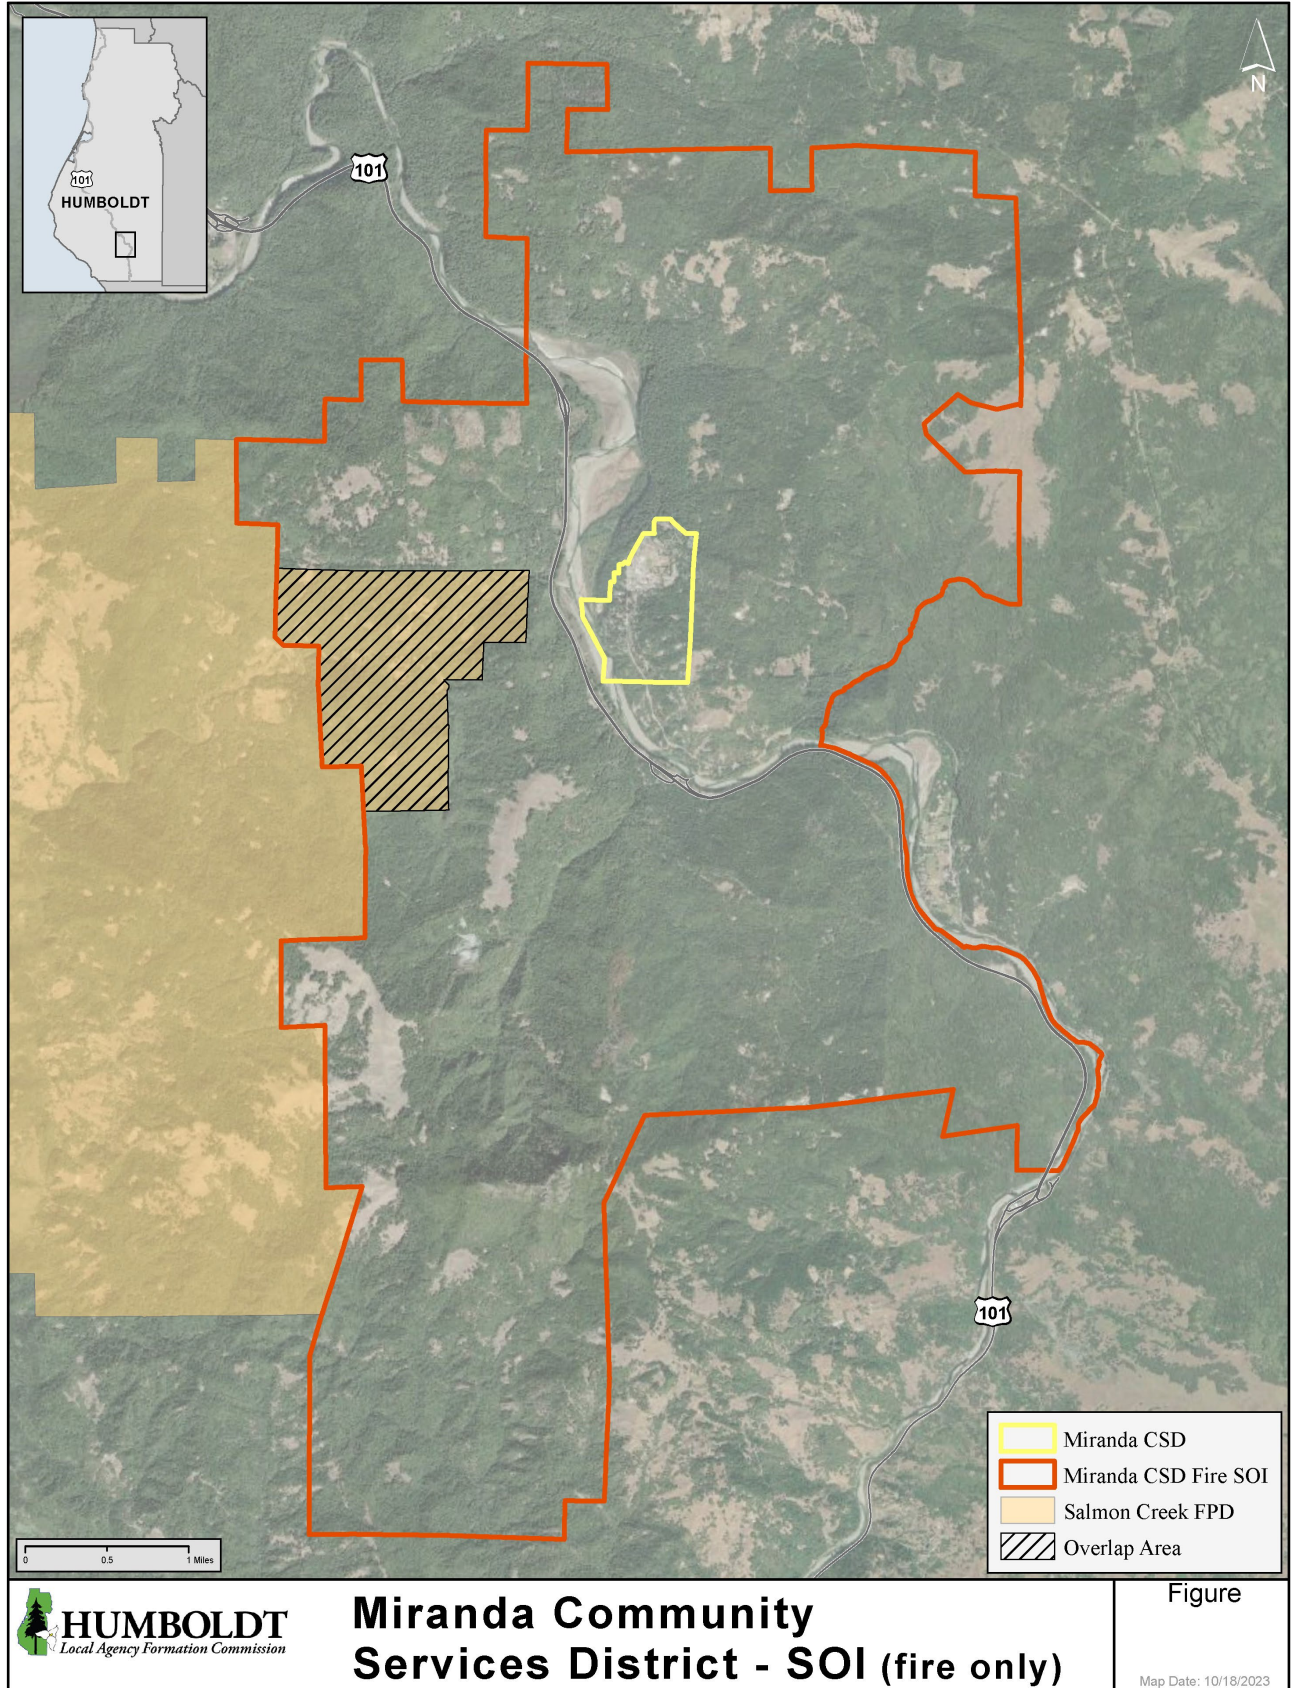 101
HUMBOLDT
101
N
101
Miranda CSD
Miranda CSD Fire SOI
Salmon Creek FPD
Overlap Area
0 0.5 1 Miles
HUMBOLDT
Local Agency Formation Commission
Miranda Community
Services District - SOI (fire only)
Figure
Map Date: 10/18/2023